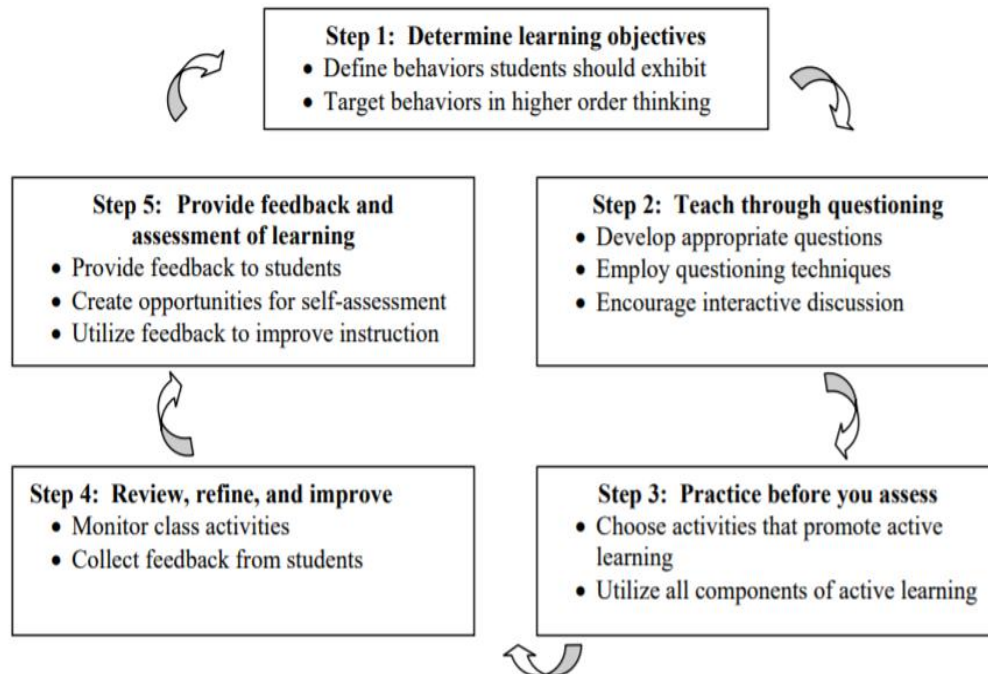 Step 1: Determine learning objectives
• Define behaviors students should exhibit
• Target behaviors in higher order thinking
Step 2: Teach through questioning
• Develop appropriate questions
• Employ questioning techniques
• Encourage interactive discussion
Step 3: Practice before you assess
• Choose activities that promote active
learning
• Utilize all components of active learning
Step 4: Review, refine, and improve
• Monitor class activities
• Collect feedback from students
Step 5: Provide feedback and
assessment of learning
• Provide feedback to students
• Create opportunities for self-assessment
• Utilize feedback to improve instruction